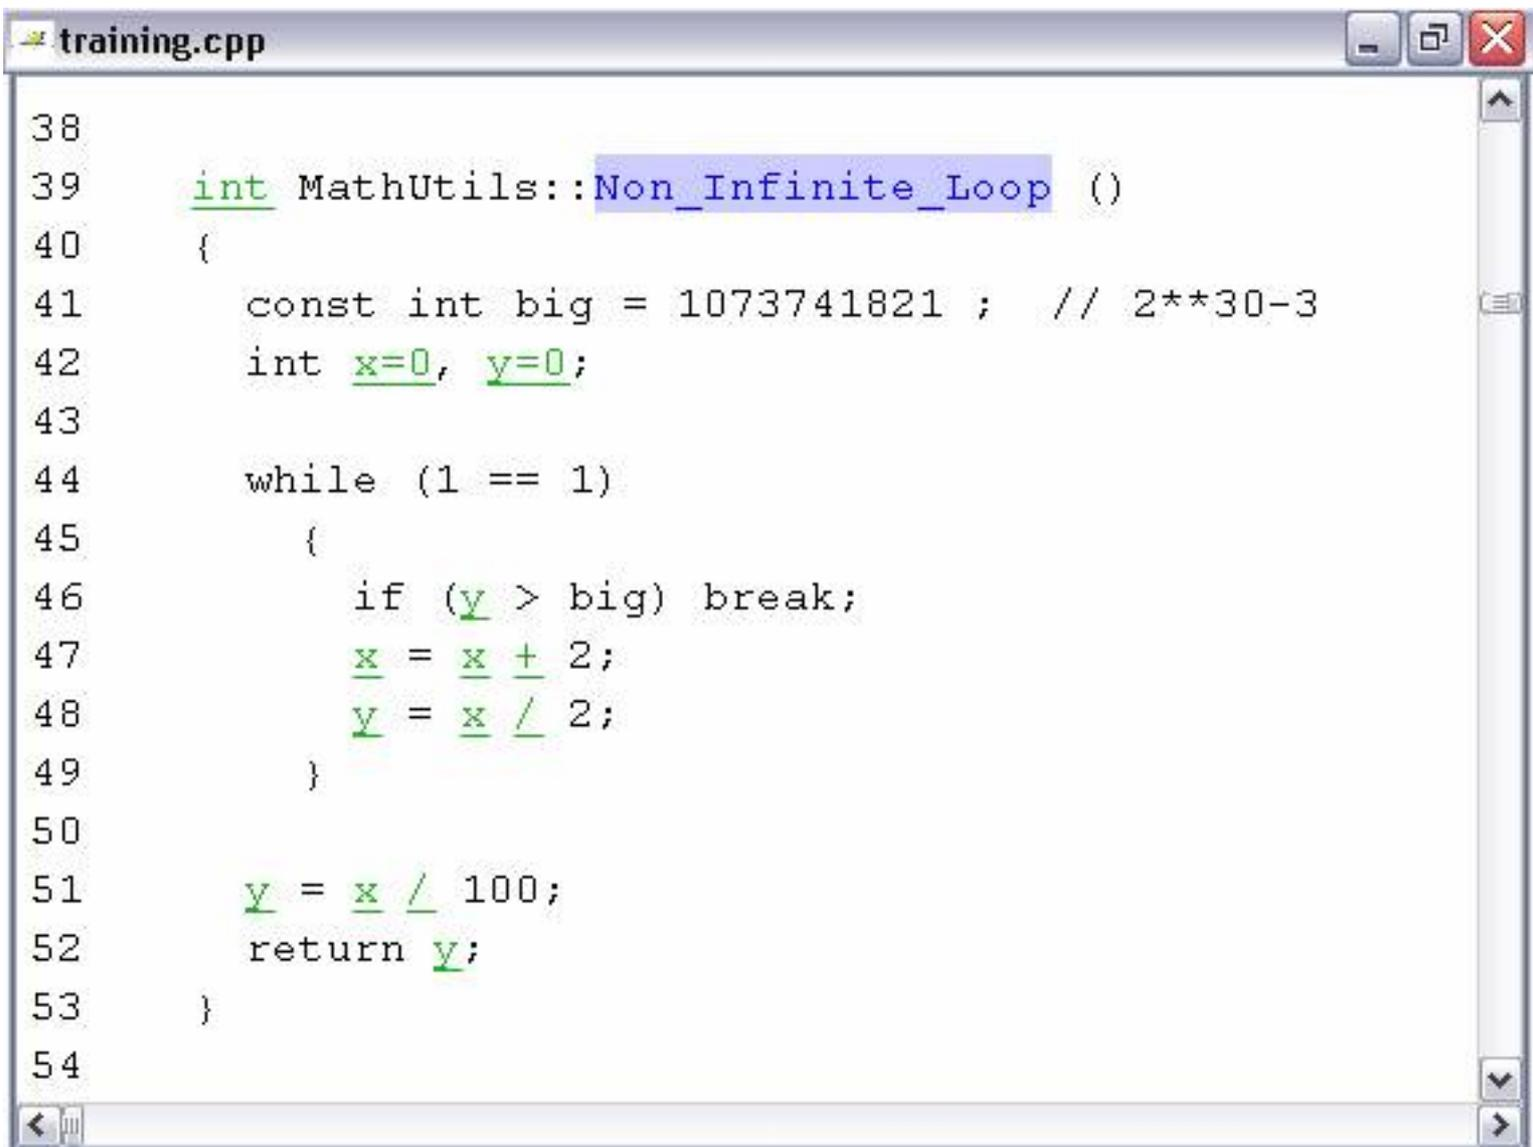 training.cpp
38
39 int MathUtils::Non_Infinite_Loop ()
40 {
41 const int big = 1073741821 ; // 2**30-3
42 int x=0, y=0;
43
44 while (1 == 1)
45 {
46 if (y > big) break;
47 x = x + 2;
48 y = x / 2;
49 }
50
51 y = x / 100;
52 return y;
53 }
54